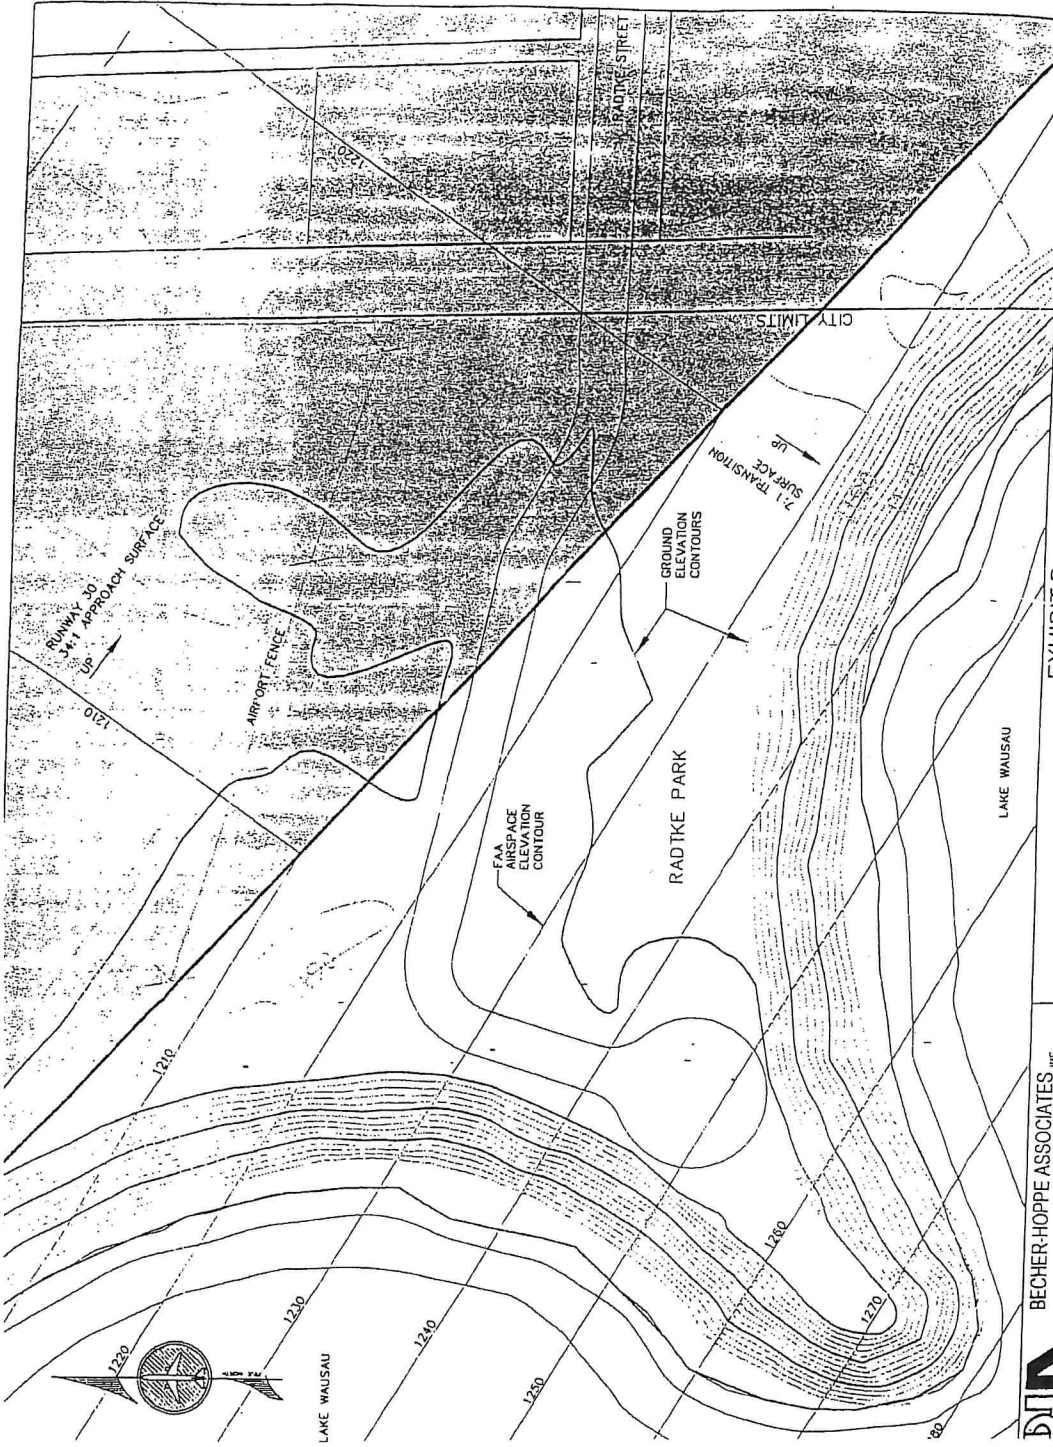 RADTKE STREET
1220
CITY LIMITS
RUNWAY 30
34:1 APPROACH SURFACE
UP
1210
AIRPORT FENCE
7:1 TRANSITION
SURFACE
UP
GROUND
ELEVATION
CONTOURS
FAA
AIRSPACE
ELEVATION
CONTOUR
RADTKE PARK
LAKE WAUSAU
1210
1220
1230
1240
1250
1260
1270
80
LAKE WAUSAU
BECHER-HOPPE ASSOCIATES, INC